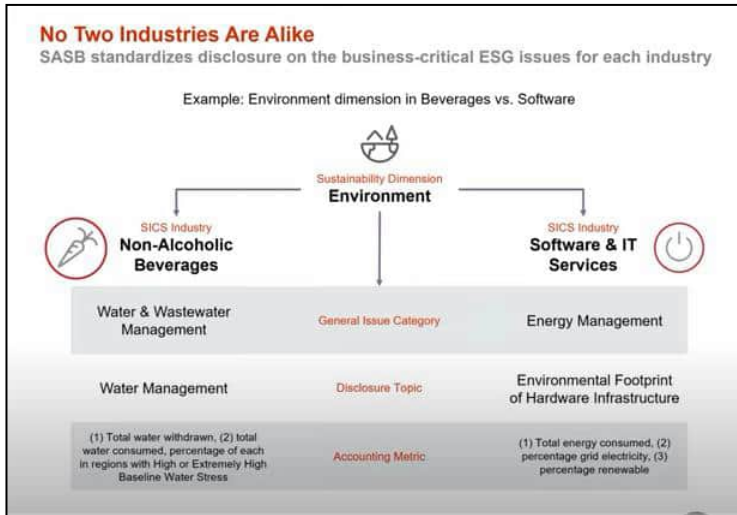 No Two Industries Are Alike
SASB standardizes disclosure on the business-critical ESG issues for each industry
Example: Environment dimension in Beverages vs. Software
Sustainability Dimension
Environment
SICS Industry
Non-Alcoholic
Beverages
SICS Industry
Software & IT
Services
Water & Wastewater
Management
General Issue Category
Energy Management
Water Management
Disclosure Topic
Environmental Footprint
of Hardware Infrastructure
(1) Total water withdrawn, (2) total
water consumed, percentage of each
in regions with High or Extremely High
Baseline Water Stress
Accounting Metric
(1) Total energy consumed, (2)
percentage grid electricity, (3)
percentage renewable